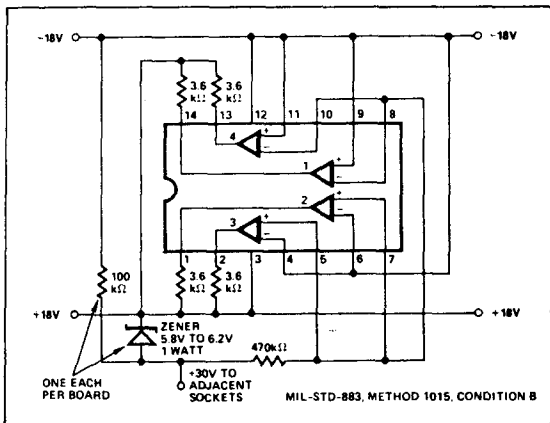 -18V
-18V
3.6
kΩ
3.6
kΩ
14
13
12
11
10
9
8
4
+
-
1
+
-
2
+
-
3
+
-
1
2
3
4
5
6
7
100
kΩ
3.6
kΩ
3.6
kΩ
+18V
+18V
ZENER
5.8V TO 6.2V
1 WATT
470kΩ
ONE EACH
PER BOARD
+30V TO
ADJACENT
SOCKETS
MIL-STD-883, METHOD 1015, CONDITION B